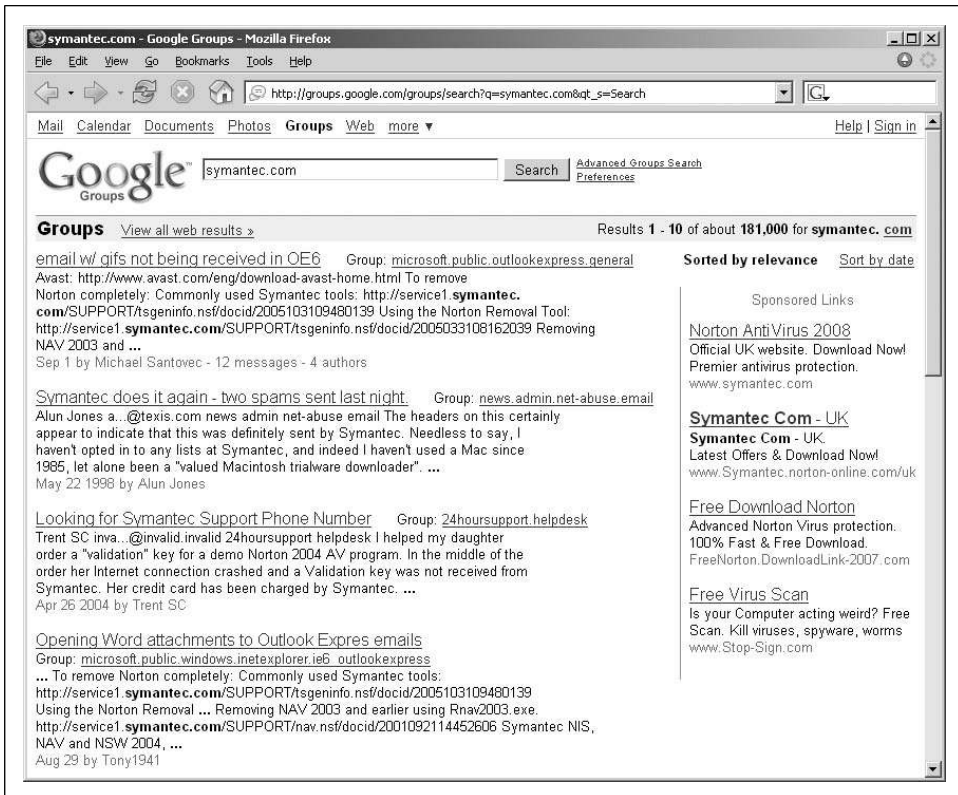 symantec.com - Google Groups - Mozilla Firefox
File Edit View Go Bookmarks Tools Help
http://groups.google.com/groups/search?q=symantec.com&qt_s=Search
G
Mail Calendar Documents Photos Groups Web more ▼ Help | Sign in
Google™ Groups
symantec.com Search Advanced Groups Search
Preferences
Groups View all web results » Results 1 - 10 of about 181,000 for symantec. com
email w/ gifs not being received in OE6 Group: microsoft.public.outlookexpress.general
Avast: http://www.avast.com/eng/download-avast-home.html To remove
Norton completely: Commonly used Symantec tools: http://service1.symantec.
com/SUPPORT/tsgeninfo.nsf/docid/2005103109480139 Using the Norton Removal Tool:
http://service1.symantec.com/SUPPORT/tsgeninfo.nsf/docid/2005033108162039 Removing
NAV 2003 and ...
Sep 1 by Michael Santovec - 12 messages - 4 authors
Symantec does it again - two spams sent last night. Group: news.admin.net-abuse.email
Alun Jones a...@texis.com news admin net-abuse email The headers on this certainly
appear to indicate that this was definitely sent by Symantec. Needless to say, I
haven't opted in to any lists at Symantec, and indeed I haven't used a Mac since
1985, let alone been a "valued Macintosh trialware downloader". ...
May 22 1998 by Alun Jones
Looking for Symantec Support Phone Number Group: 24hoursupport.helpdesk
Trent SC inva...@invalid.invalid 24hoursupport helpdesk I helped my daughter
order a "validation" key for a demo Norton 2004 AV program. In the middle of the
order her Internet connection crashed and a Validation key was not received from
Symantec. Her credit card has been charged by Symantec. ...
Apr 26 2004 by Trent SC
Opening Word attachments to Outlook Expres emails
Group: microsoft.public.windows.inetexplorer.ie6_outlookexpress
... To remove Norton completely: Commonly used Symantec tools:
http://service1.symantec.com/SUPPORT/tsgeninfo.nsf/docid/2005103109480139
Using the Norton Removal ... Removing NAV 2003 and earlier using Rnav2003.exe.
http://service1.symantec.com/SUPPORT/nav.nsf/docid/2001092114452606 Symantec NIS,
NAV and NSW 2004, ...
Aug 29 by Tony1941
Sorted by relevance Sort by date
Sponsored Links
Norton AntiVirus 2008
Official UK website. Download Now!
Premier antivirus protection.
www.symantec.com
Symantec Com - UK
Symantec Com - UK.
Latest Offers & Download Now!
www.Symantec.norton-online.com/uk
Free Download Norton
Advanced Norton Virus protection.
100% Fast & Free Download.
FreeNorton.DownloadLink-2007.com
Free Virus Scan
Is your Computer acting weird? Free
Scan. Kill viruses, spyware, worms
www.Stop-Sign.com